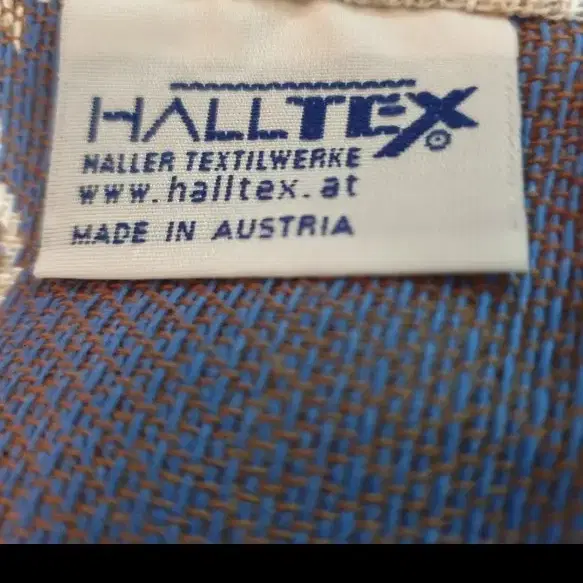 HALLTEX
HALLER TEXTILWERKE
www.halltex.at
MADE IN AUSTRIA